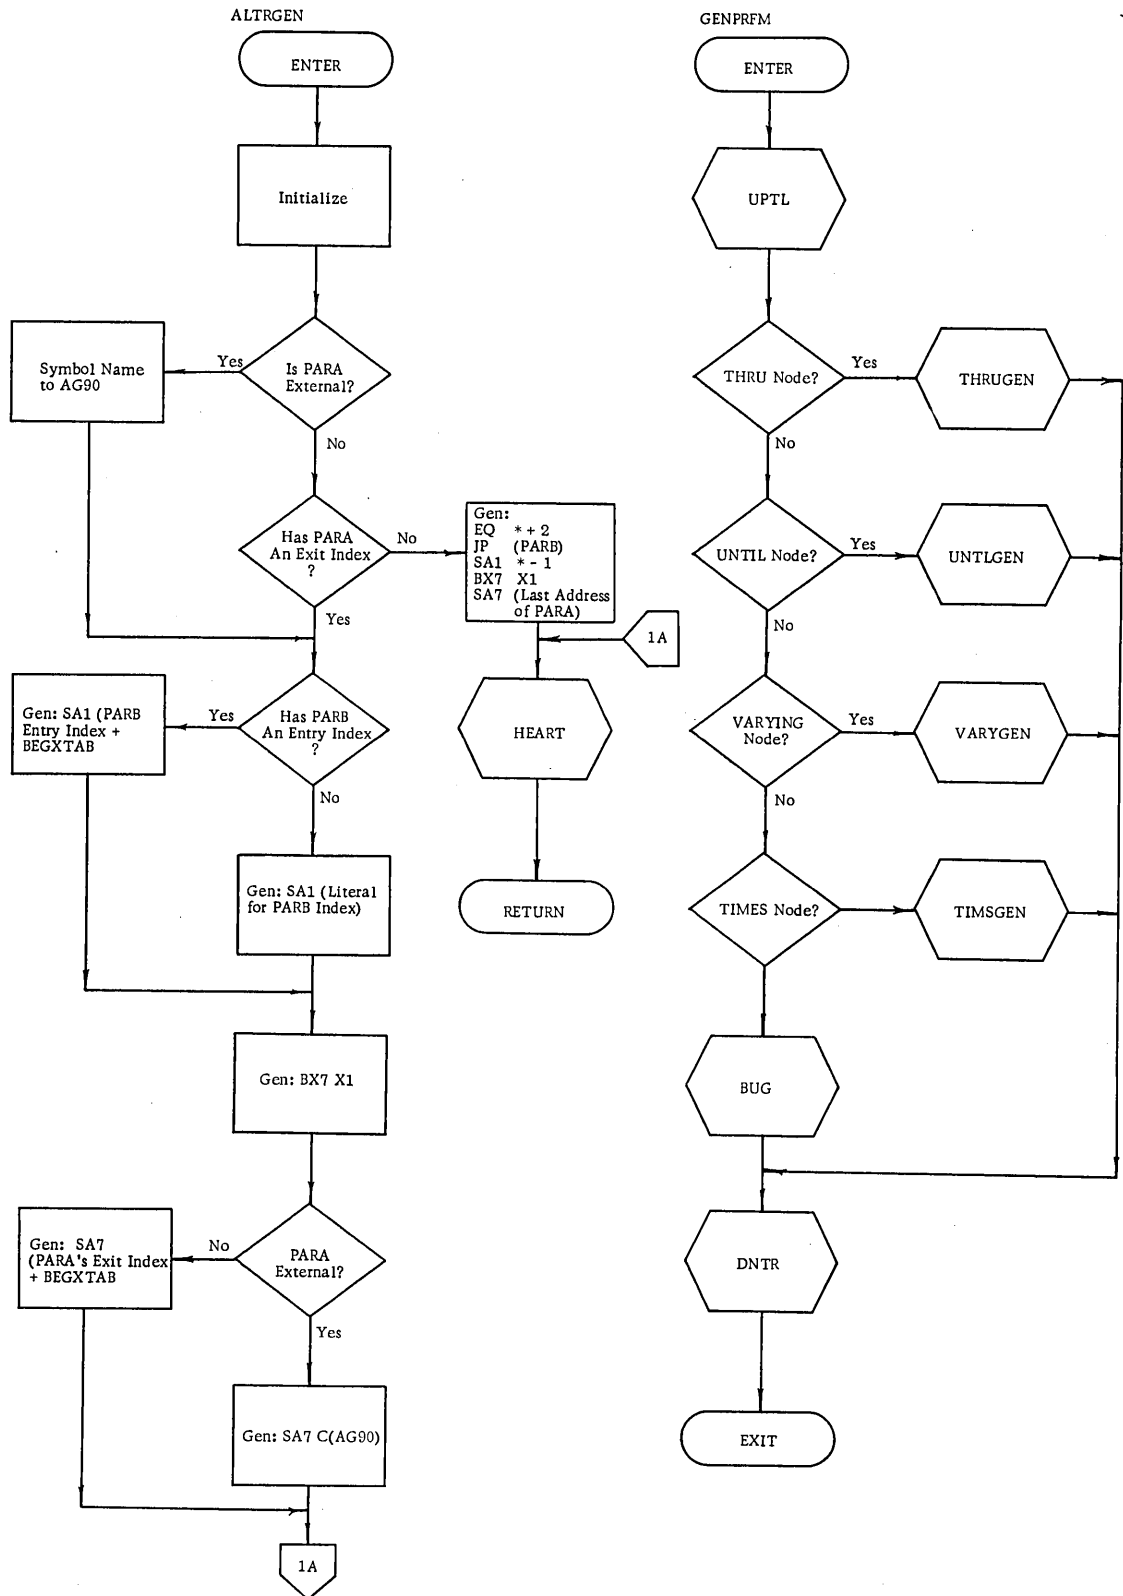 ALTRGEN
ENTER
Initialize
Is PARA
External?
Yes
Symbol Name
to AG90
No
Has PARA
An Exit Index
?
No
Gen:
EQ * + 2
JP (PARB)
SA1 * - 1
BX7 X1
SA7 (Last Address
of PARA)
1A
HEART
RETURN
Yes
Has PARB
An Entry Index
?
Yes
Gen: SA1 (PARB
Entry Index +
BEGXTAB
No
Gen: SA1 (Literal
for PARB Index)
Gen: BX7 X1
PARA
External?
No
Gen: SA7
(PARA's Exit Index
+ BEGXTAB
Yes
Gen: SA7 C(AG90)
1A
GENPRFM
ENTER
UPTL
THRU Node?
Yes
THRUGEN
No
UNTIL Node?
Yes
UNTLGEN
No
VARYING
Node?
Yes
VARYGEN
No
TIMES Node?
TIMSGEN
BUG
DNTR
EXIT